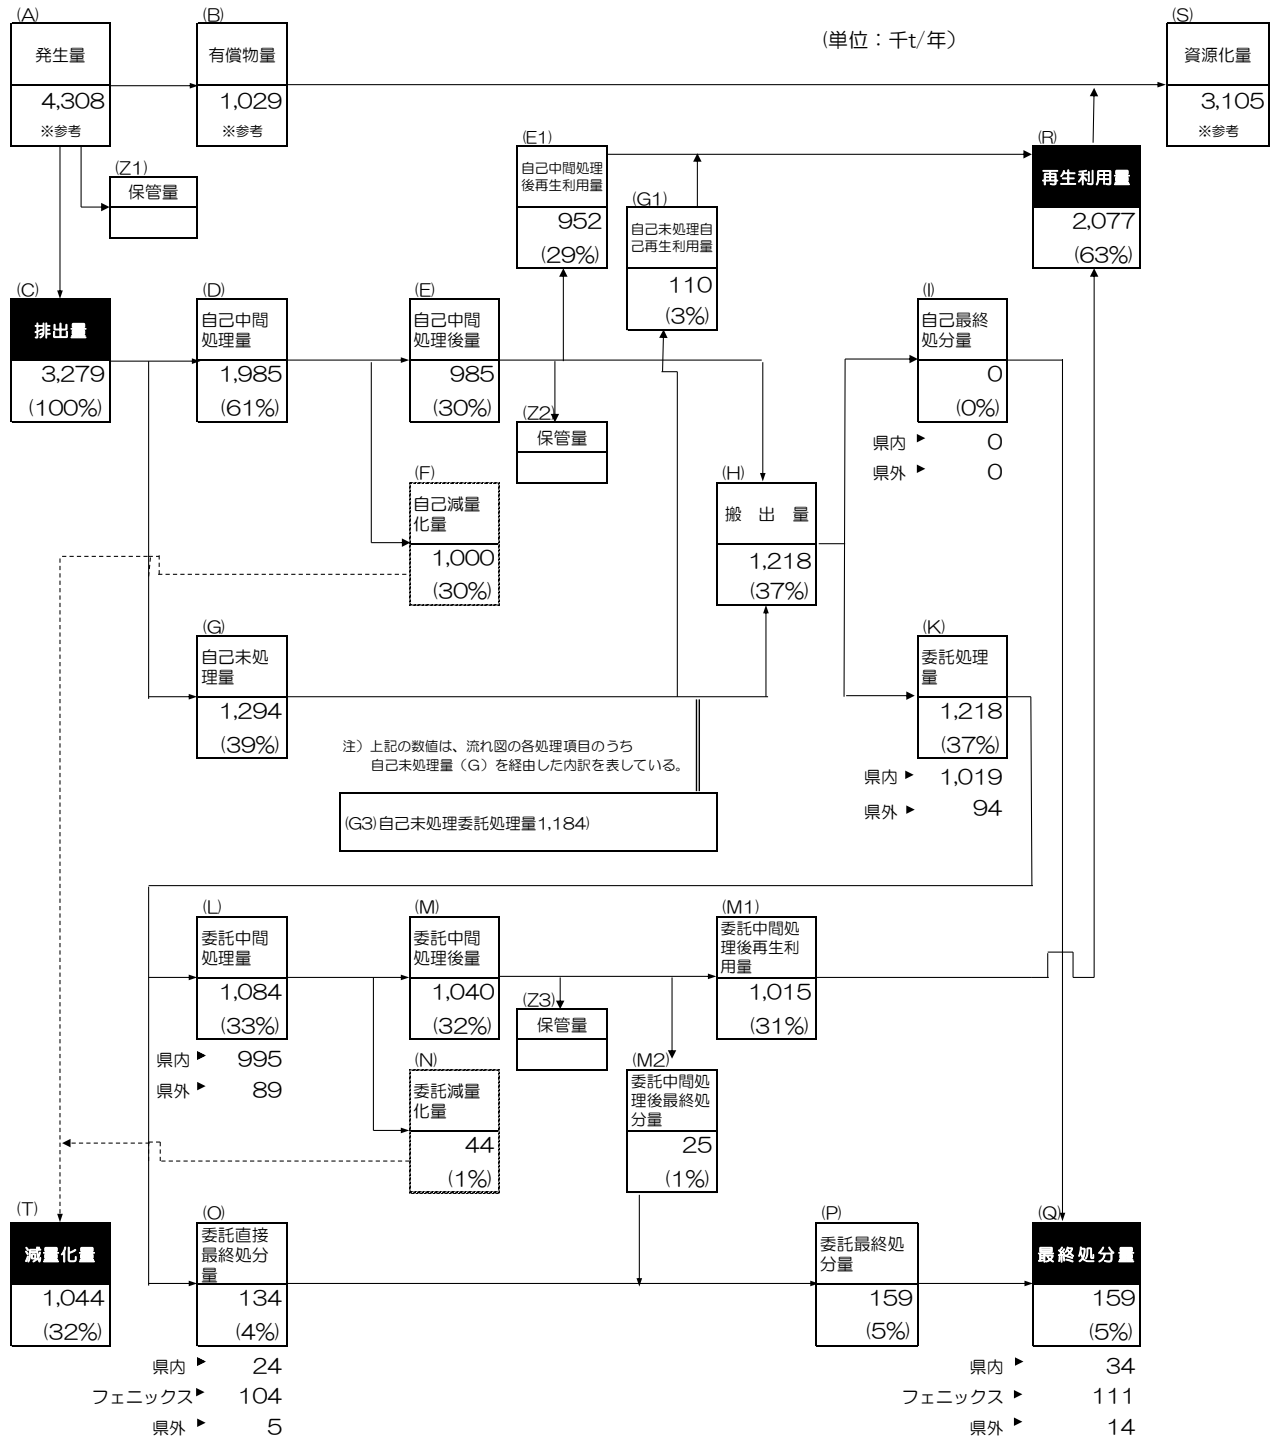 (A)
発生量
4,308
※参考
(B)
有償物量
1,029
※参考
(単位：千t/年)
(S)
資源化量
3,105
※参考
(Z1)
保管量
(E1)
自己中間処理
後再生利用量
952
(29%)
(G1)
自己未処理自
己再生利用量
110
(3%)
(R)
再生利用量
2,077
(63%)
(C)
排出量
3,279
(100%)
(D)
自己中間
処理量
1,985
(61%)
(E)
自己中間
処理後量
985
(30%)
(Z2)
保管量
(I)
自己最終
処分量
0
(0%)
県内 ▶ 0
県外 ▶ 0
(F)
自己減量
化量
1,000
(30%)
(H)
搬 出 量
1,218
(37%)
(G)
自己未処
理量
1,294
(39%)
(K)
委託処理
量
1,218
(37%)
県内 ▶ 1,019
県外 ▶ 94
注）上記の数値は、流れ図の各処理項目のうち
自己未処理量（G）を経由した内訳を表している。
(G3)自己未処理委託処理量1,184)
(L)
委託中間
処理量
1,084
(33%)
県内 ▶ 995
県外 ▶ 89
(M)
委託中間
処理後量
1,040
(32%)
(Z3)
保管量
(M1)
委託中間処
理後再生利
用量
1,015
(31%)
(N)
委託減量
化量
44
(1%)
(M2)
委託中間処
理後最終処
分量
25
(1%)
(T)
減量化量
1,044
(32%)
(O)
委託直接
最終処分
量
134
(4%)
県内 ▶ 24
フェニックス ▶ 104
県外 ▶ 5
(P)
委託最終処
分量
159
(5%)
(Q)
最終処分量
159
(5%)
県内 ▶ 34
フェニックス ▶ 111
県外 ▶ 14